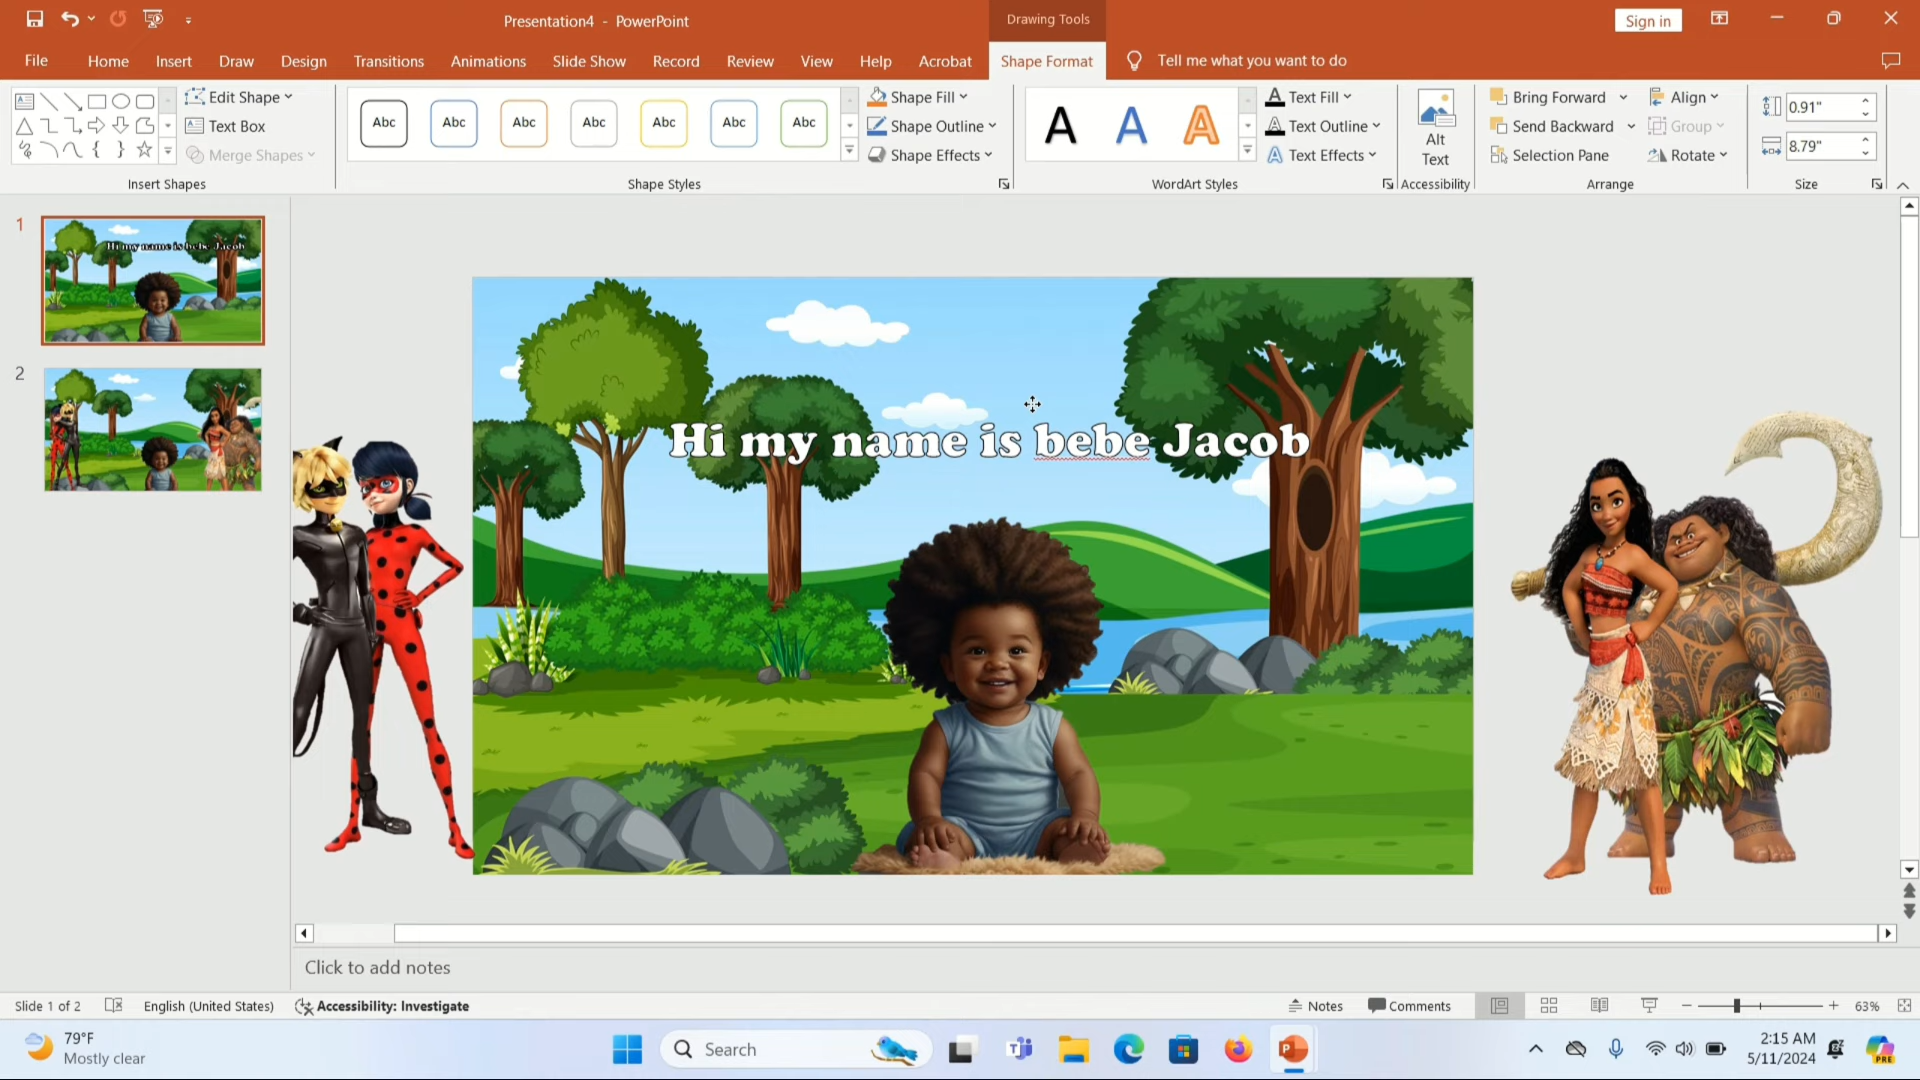 Presentation4 - PowerPoint
Drawing Tools
Sign in
File Home Insert Draw Design Transitions Animations Slide Show Record Review View Help Acrobat Shape Format Tell me what you want to do
Edit Shape
Text Box
Merge Shapes
Insert Shapes
Abc Abc Abc Abc Abc Abc Abc
Shape Fill
Shape Outline
Shape Effects
Shape Styles
A A A
Text Fill
Text Outline
Text Effects
WordArt Styles
Alt
Text
Accessibility
Bring Forward
Send Backward
Selection Pane
Align
Group
Rotate
Arrange
0.91"
8.79"
Size
1
Hi my name is bebe Jacob
2
Hi my name is bebe Jacob
Click to add notes
Slide 1 of 2 English (United States) Accessibility: Investigate Notes Comments 63%
79°F
Mostly clear
Search
2:15 AM
5/11/2024
PRE